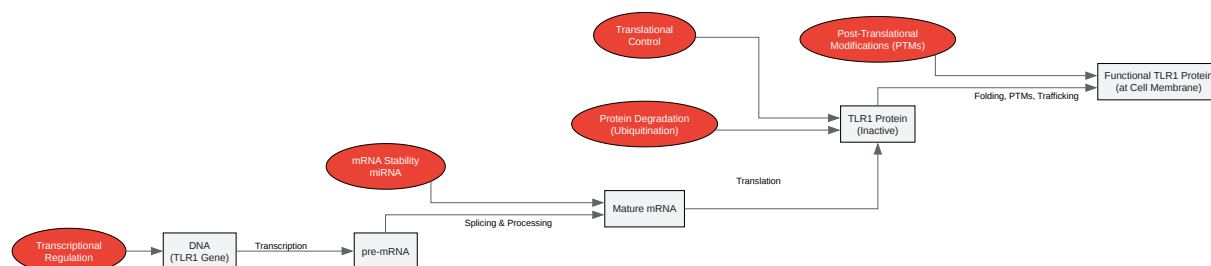 Translational
Control
Post-Translational
Modifications (PTMs)
Functional TLR1 Protein
(at Cell Membrane)
Folding, PTMs, Trafficking
Protein Degradation
(Ubiquitination)
TLR1 Protein
(Inactive)
mRNA Stability
miRNA
Translation
Mature mRNA
Splicing & Processing
Transcriptional
Regulation
DNA
(TLR1 Gene)
Transcription
pre-mRNA